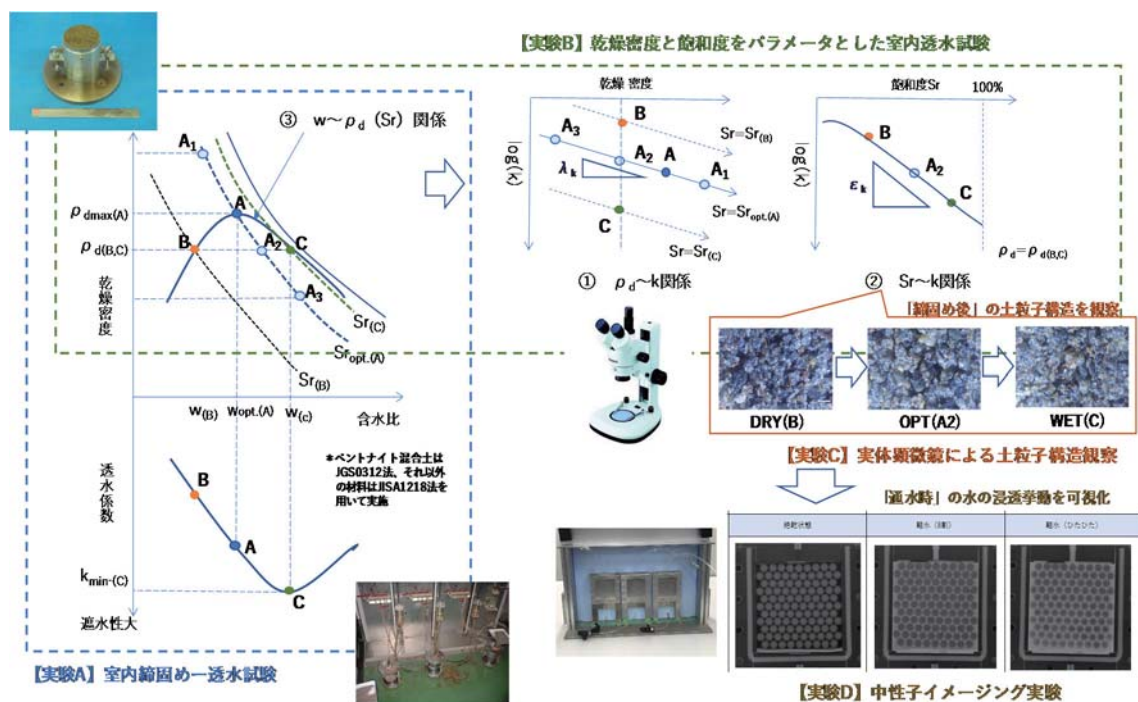 【実験B】乾燥密度と飽和度をパラメータとした室内透水試験
③ w～ρd（Sr）関係
A1
ρdmax(A)
A
B
A2
C
ρd(B,C)
A3
乾燥密度
Sr(C)
Sropt.(A)
Sr(B)
w(B)
wopt.(A)
w(c)
含水比
乾燥 密度
log(k)
B
Sr=Sr(B)
A3
A2
A
A1
λk
Sr=Sropt.(A)
C
Sr=Sr(C)
① ρd～k関係
飽和度Sr
100%
log(k)
B
A2
C
εk
ρd=ρd(B,C)
② Sr～k関係
「締固め後」の土粒子構造を観察
DRY(B)
OPT(A2)
WET(C)
【実験C】実体顕微鏡による土粒子構造観察
透水係数
B
A
kmin-(C)
C
遮水性大
*ベントナイト混合土は
JGS0312法、それ以外
の材料はJISA1218法を
用いて実施
【実験A】室内締固め－透水試験
「通水時」の水の浸透挙動を可視化
給水（ひたひた）
【実験D】中性子イメージング実験